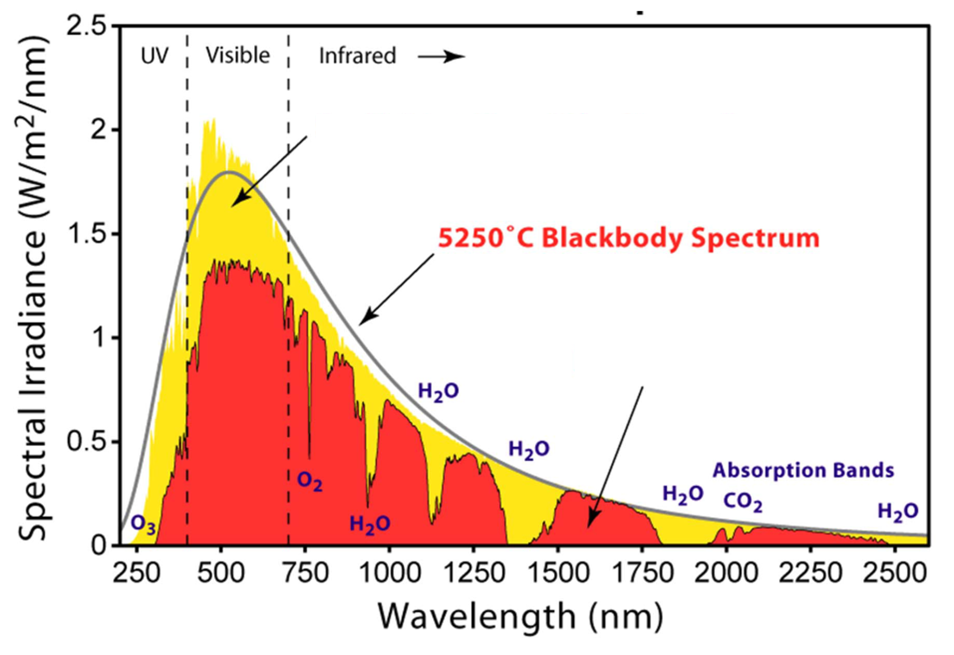 2.5
UV
Visible
Infrared
2
1.5
5250°C Blackbody Spectrum
1
H₂O
0.5
H₂O
O₂
Absorption Bands
H₂O
CO₂
H₂O
O₃
H₂O
0
250 500 750 1000 1250 1500 1750 2000 2250 2500
Wavelength (nm)
Spectral Irradiance (W/m²/nm)